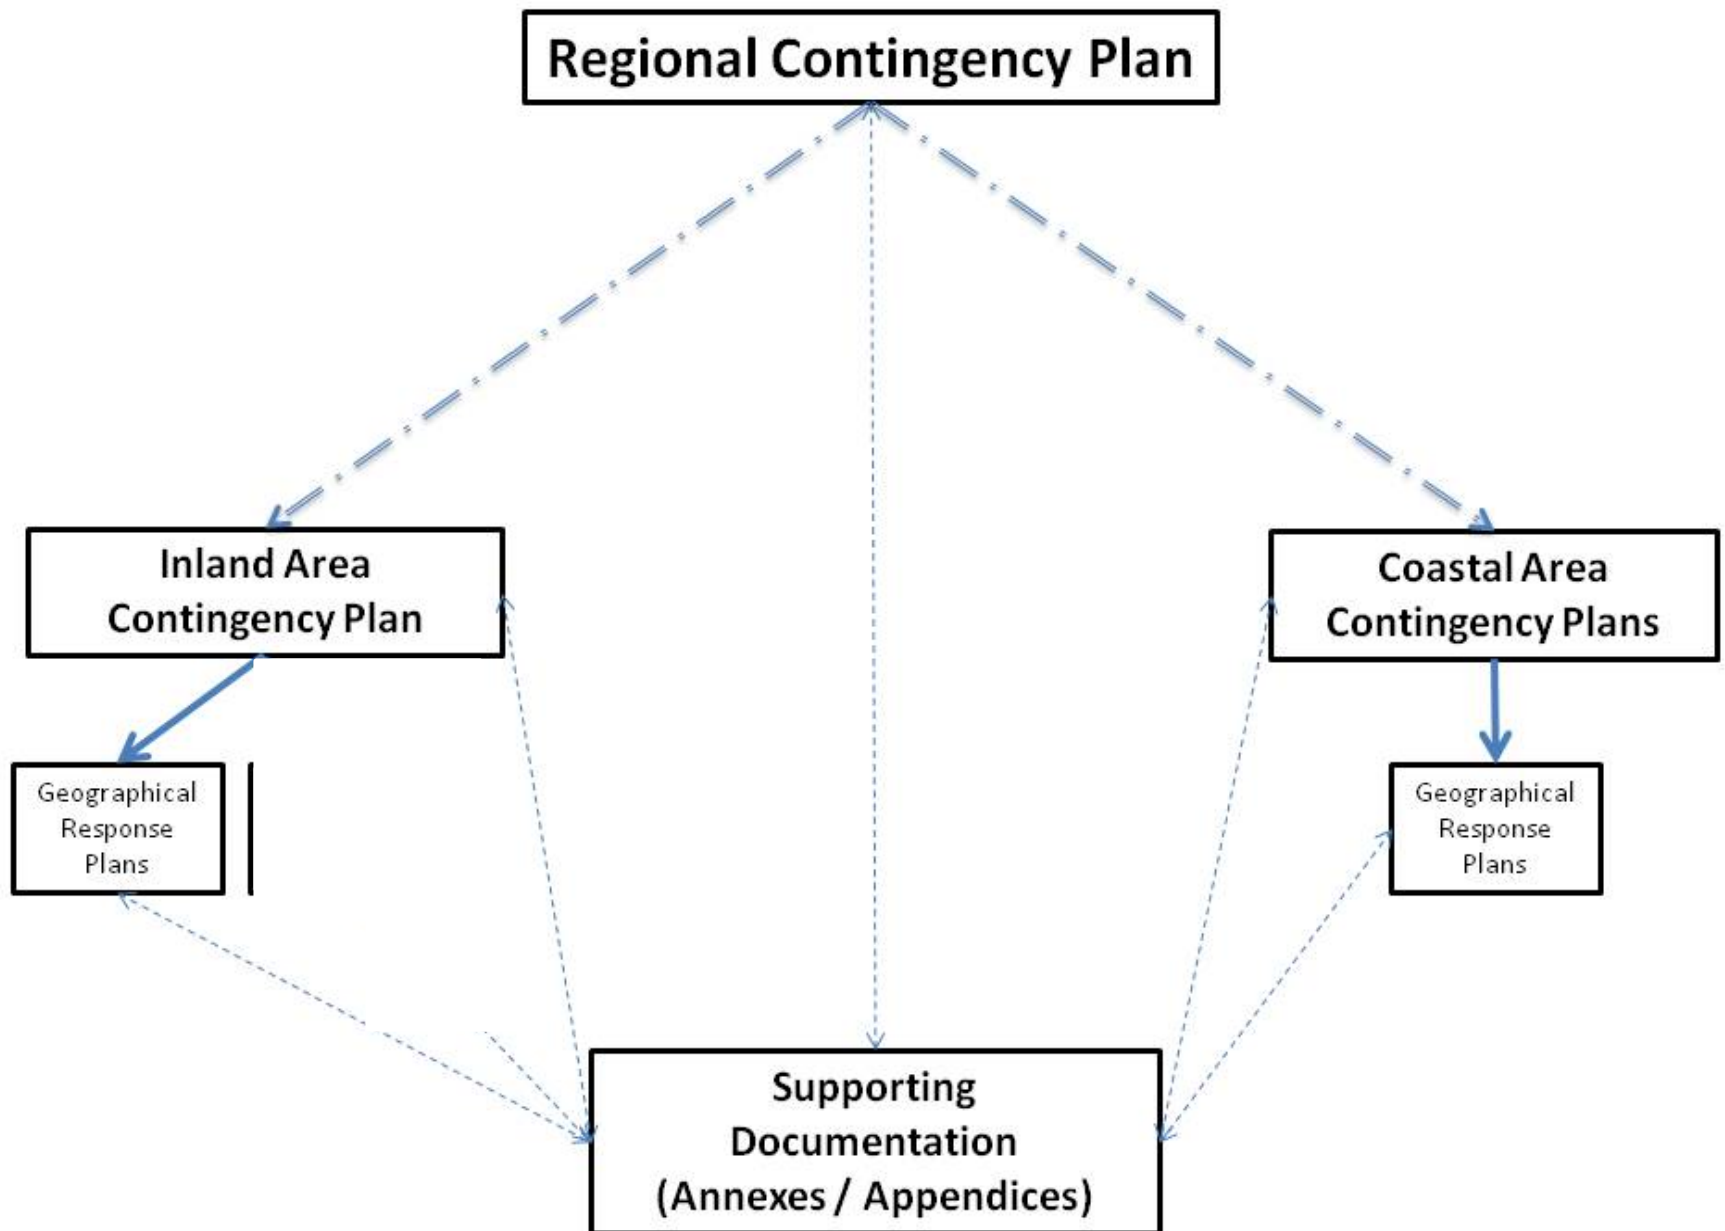 Regional Contingency Plan
Inland Area
Contingency Plan
Coastal Area
Contingency Plans
Geographical
Response
Plans
Geographical
Response
Plans
Supporting
Documentation
(Annexes / Appendices)